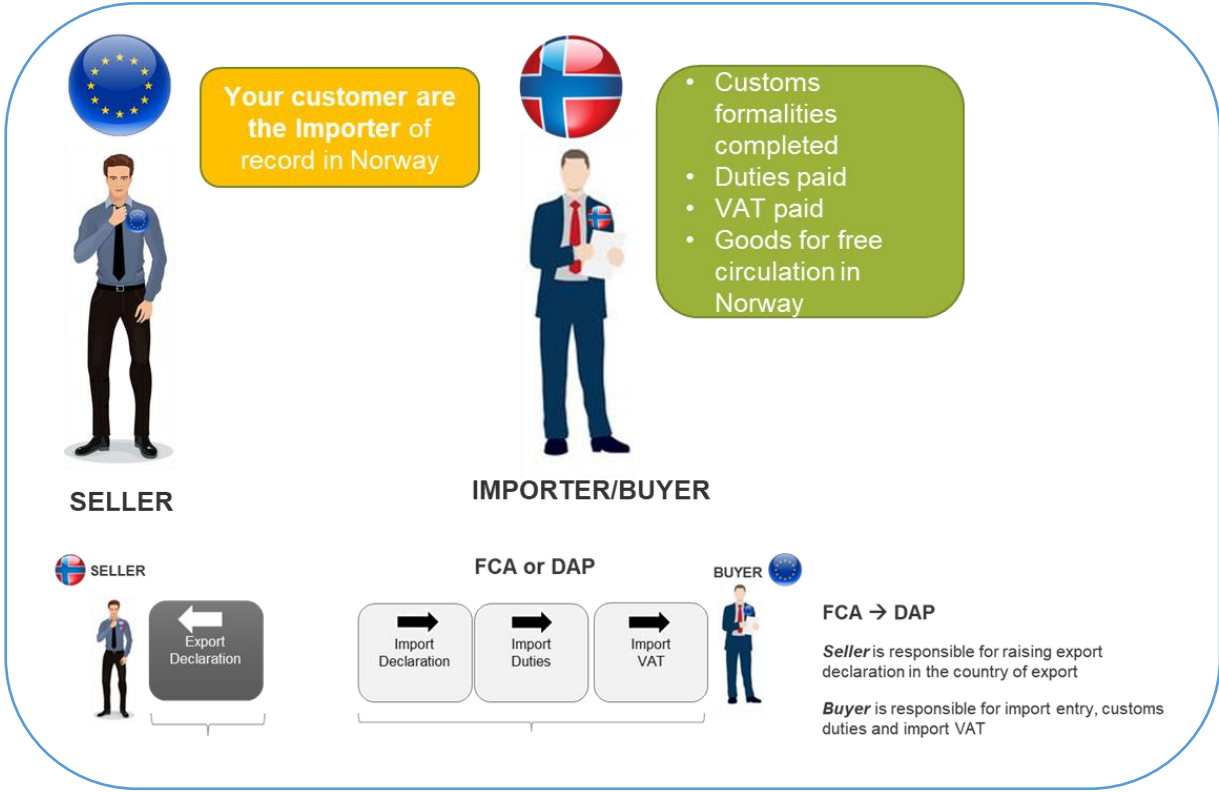 Your customer are
the Importer of
record in Norway
• Customs
formalities
completed
• Duties paid
• VAT paid
• Goods for free
circulation in
Norway
SELLER
IMPORTER/BUYER
SELLER
FCA or DAP
BUYER
Export
Declaration
Import
Declaration
Import
Duties
Import
VAT
FCA → DAP
Seller is responsible for raising export
declaration in the country of export
Buyer is responsible for import entry, customs
duties and import VAT